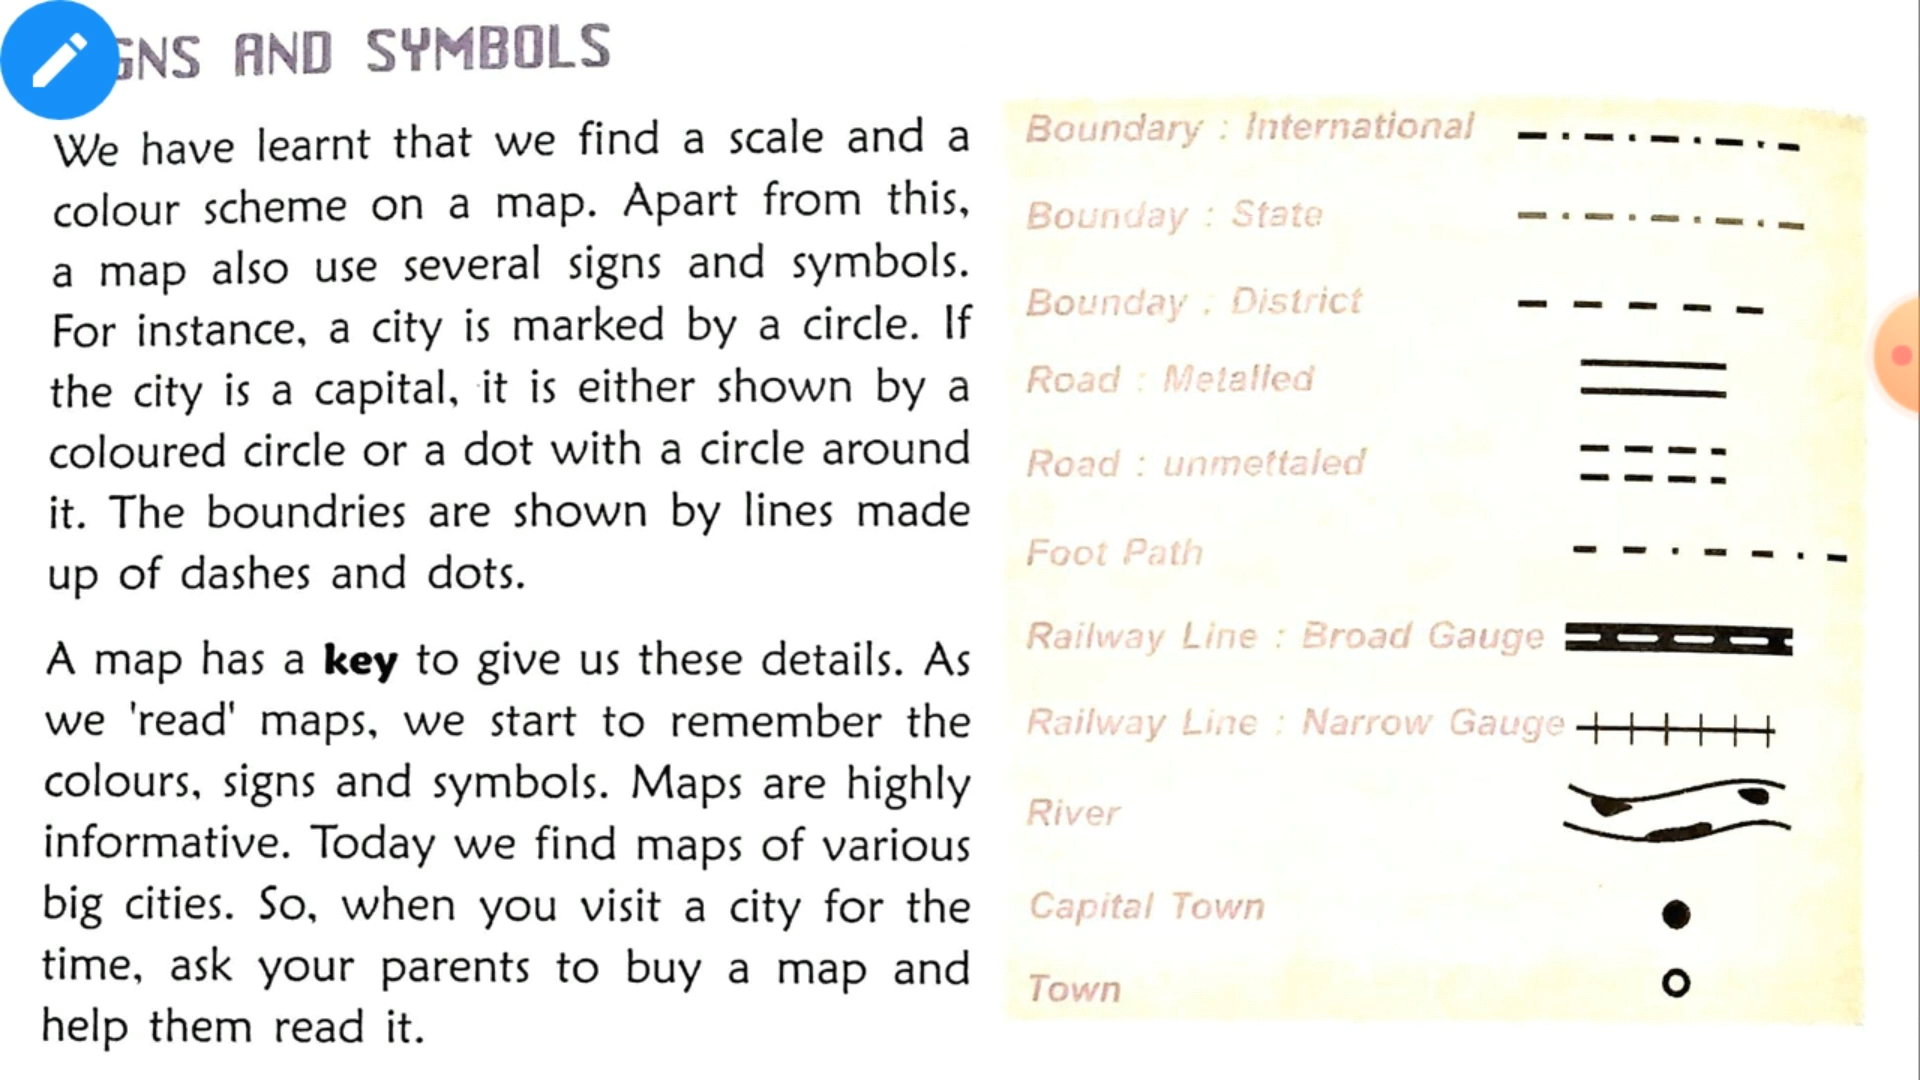 GNS AND SYMBOLS
We have learnt that we find a scale and a
colour scheme on a map. Apart from this,
a map also use several signs and symbols.
For instance, a city is marked by a circle. If
the city is a capital, it is either shown by a
coloured circle or a dot with a circle around
it. The boundries are shown by lines made
up of dashes and dots.
A map has a key to give us these details. As
we 'read' maps, we start to remember the
colours, signs and symbols. Maps are highly
informative. Today we find maps of various
big cities. So, when you visit a city for the
time, ask your parents to buy a map and
help them read it.
Boundary : International
Bounday : State
Bounday : District
Road : Metalled
Road : unmettaled
Foot Path
Railway Line : Broad Gauge
Railway Line : Narrow Gauge
River
Capital Town
Town